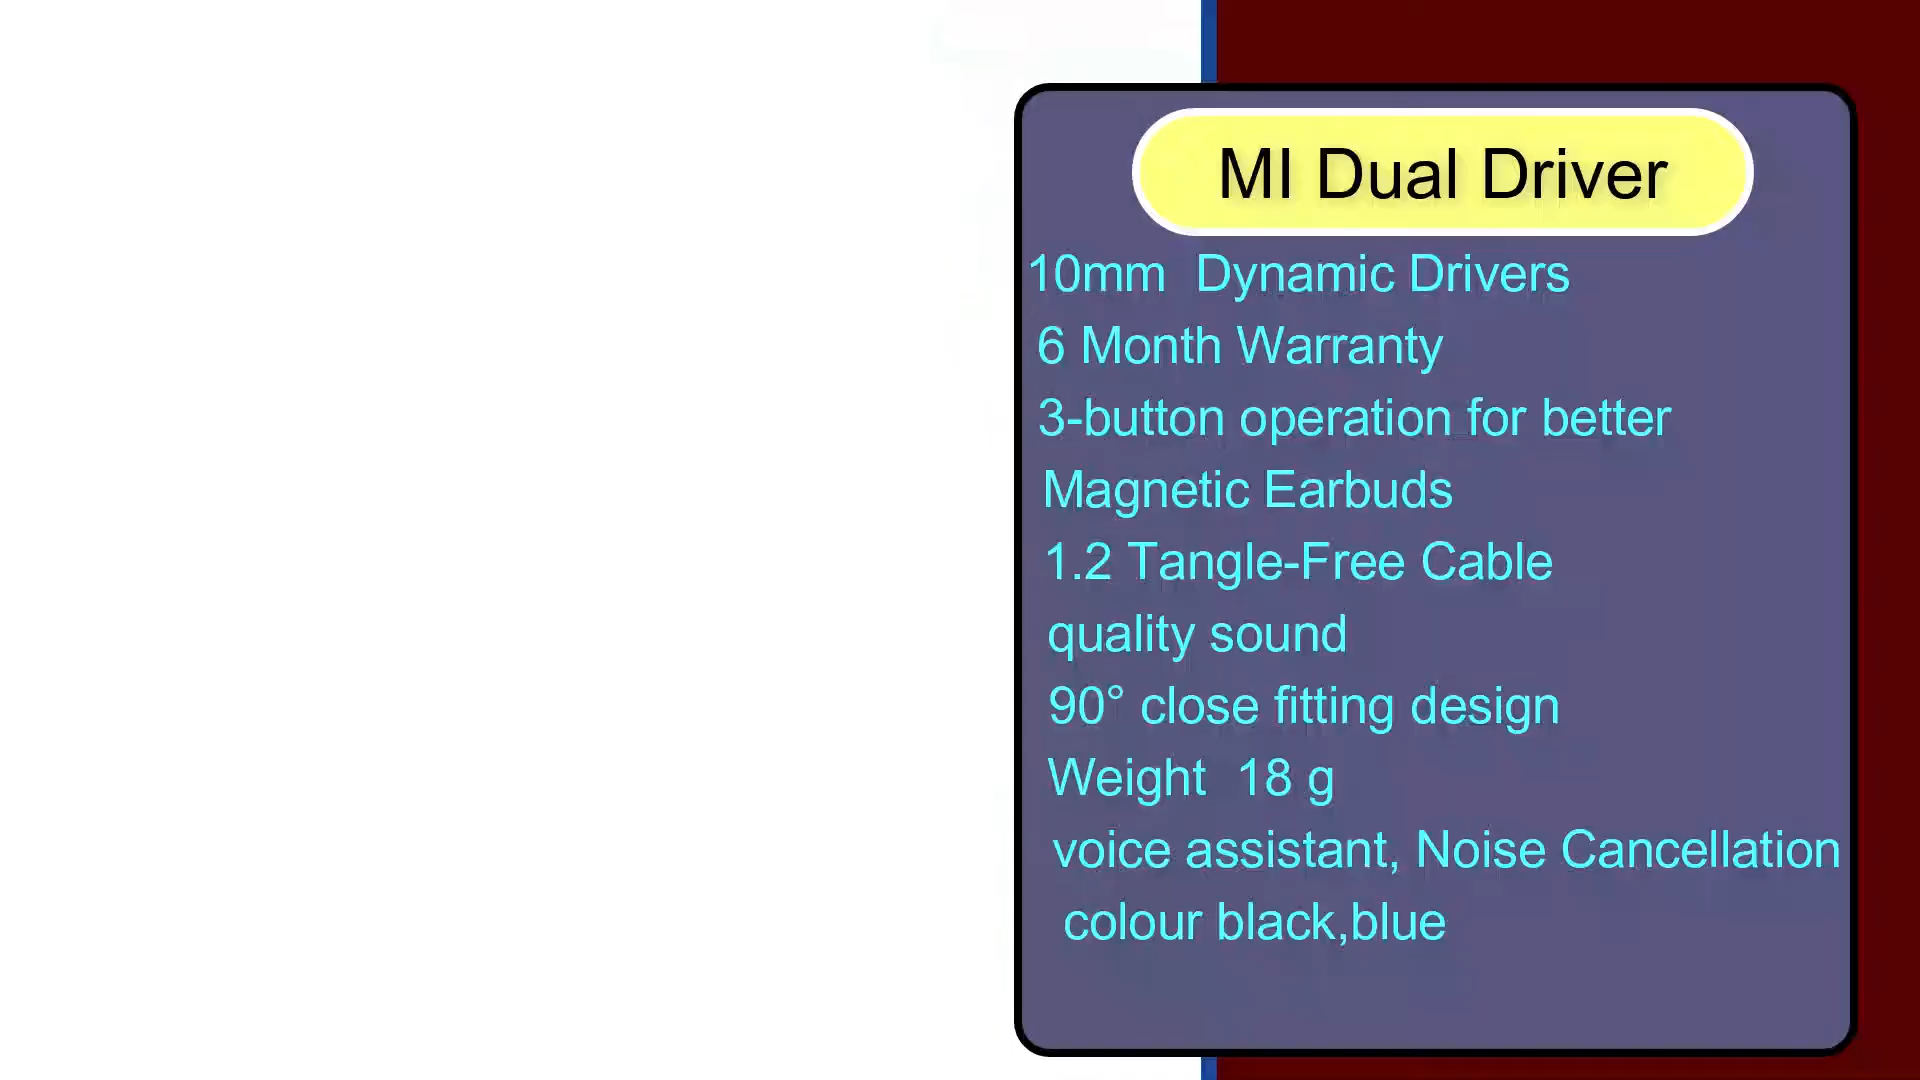 MI Dual Driver
10mm  Dynamic Drivers
6 Month Warranty
3-button operation for better
Magnetic Earbuds
1.2 Tangle-Free Cable
quality sound
90° close fitting design
Weight  18 g
voice assistant, Noise Cancellation
colour black,blue